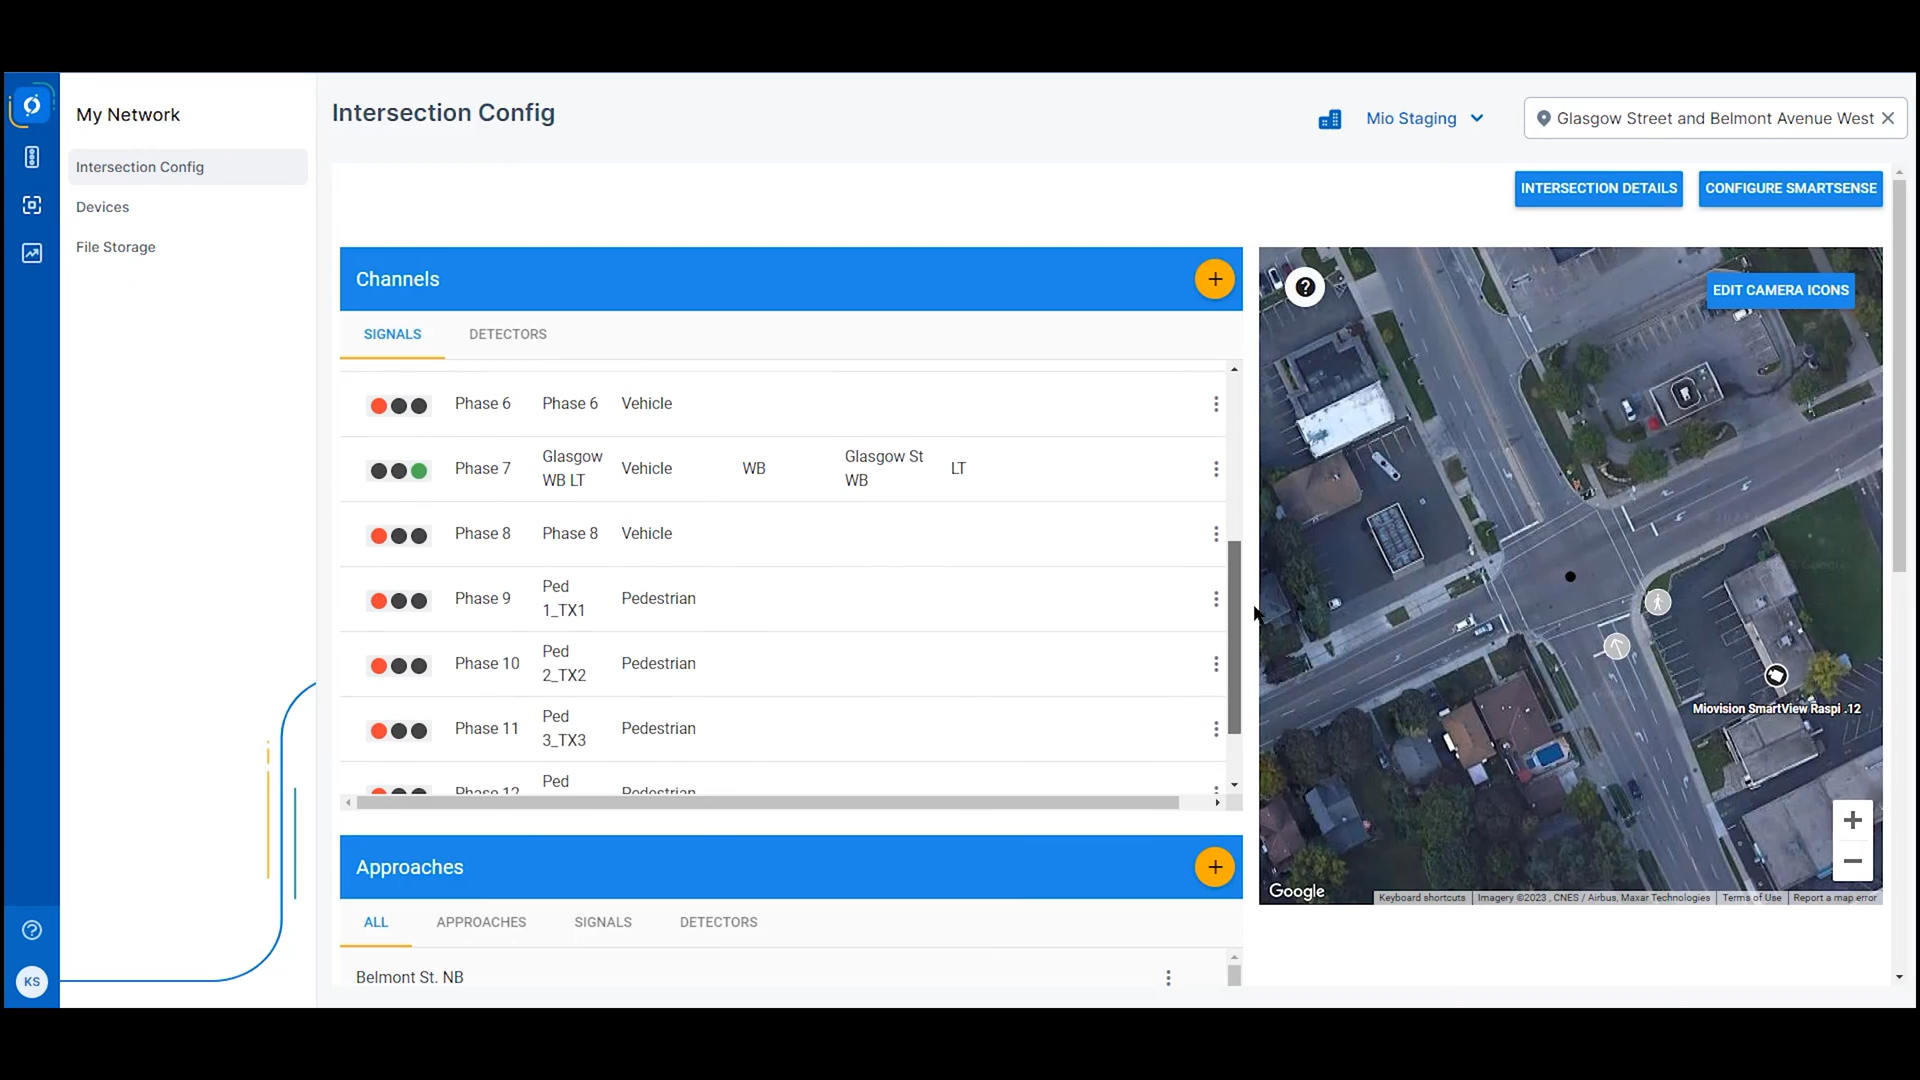 My Network
Intersection Config
Devices
File Storage
KS
Intersection Config
Mio Staging
Glasgow Street and Belmont Avenue West
INTERSECTION DETAILS
CONFIGURE SMARTSENSE
Channels
+
SIGNALS
DETECTORS
Phase 6 Phase 6 Vehicle
Phase 7 Glasgow WB LT Vehicle WB Glasgow St WB LT
Phase 8 Phase 8 Vehicle
Phase 9 Ped 1_TX1 Pedestrian
Phase 10 Ped 2_TX2 Pedestrian
Phase 11 Ped 3_TX3 Pedestrian
Phase 12 Ped Pedestrian
Approaches
+
ALL
APPROACHES
SIGNALS
DETECTORS
Belmont St. NB
?
EDIT CAMERA ICONS
Miovision SmartView Raspi .12
+
−
Google
Keyboard shortcuts
Imagery ©2023 , CNES / Airbus, Maxar Technologies
Terms of Use
Report a map error